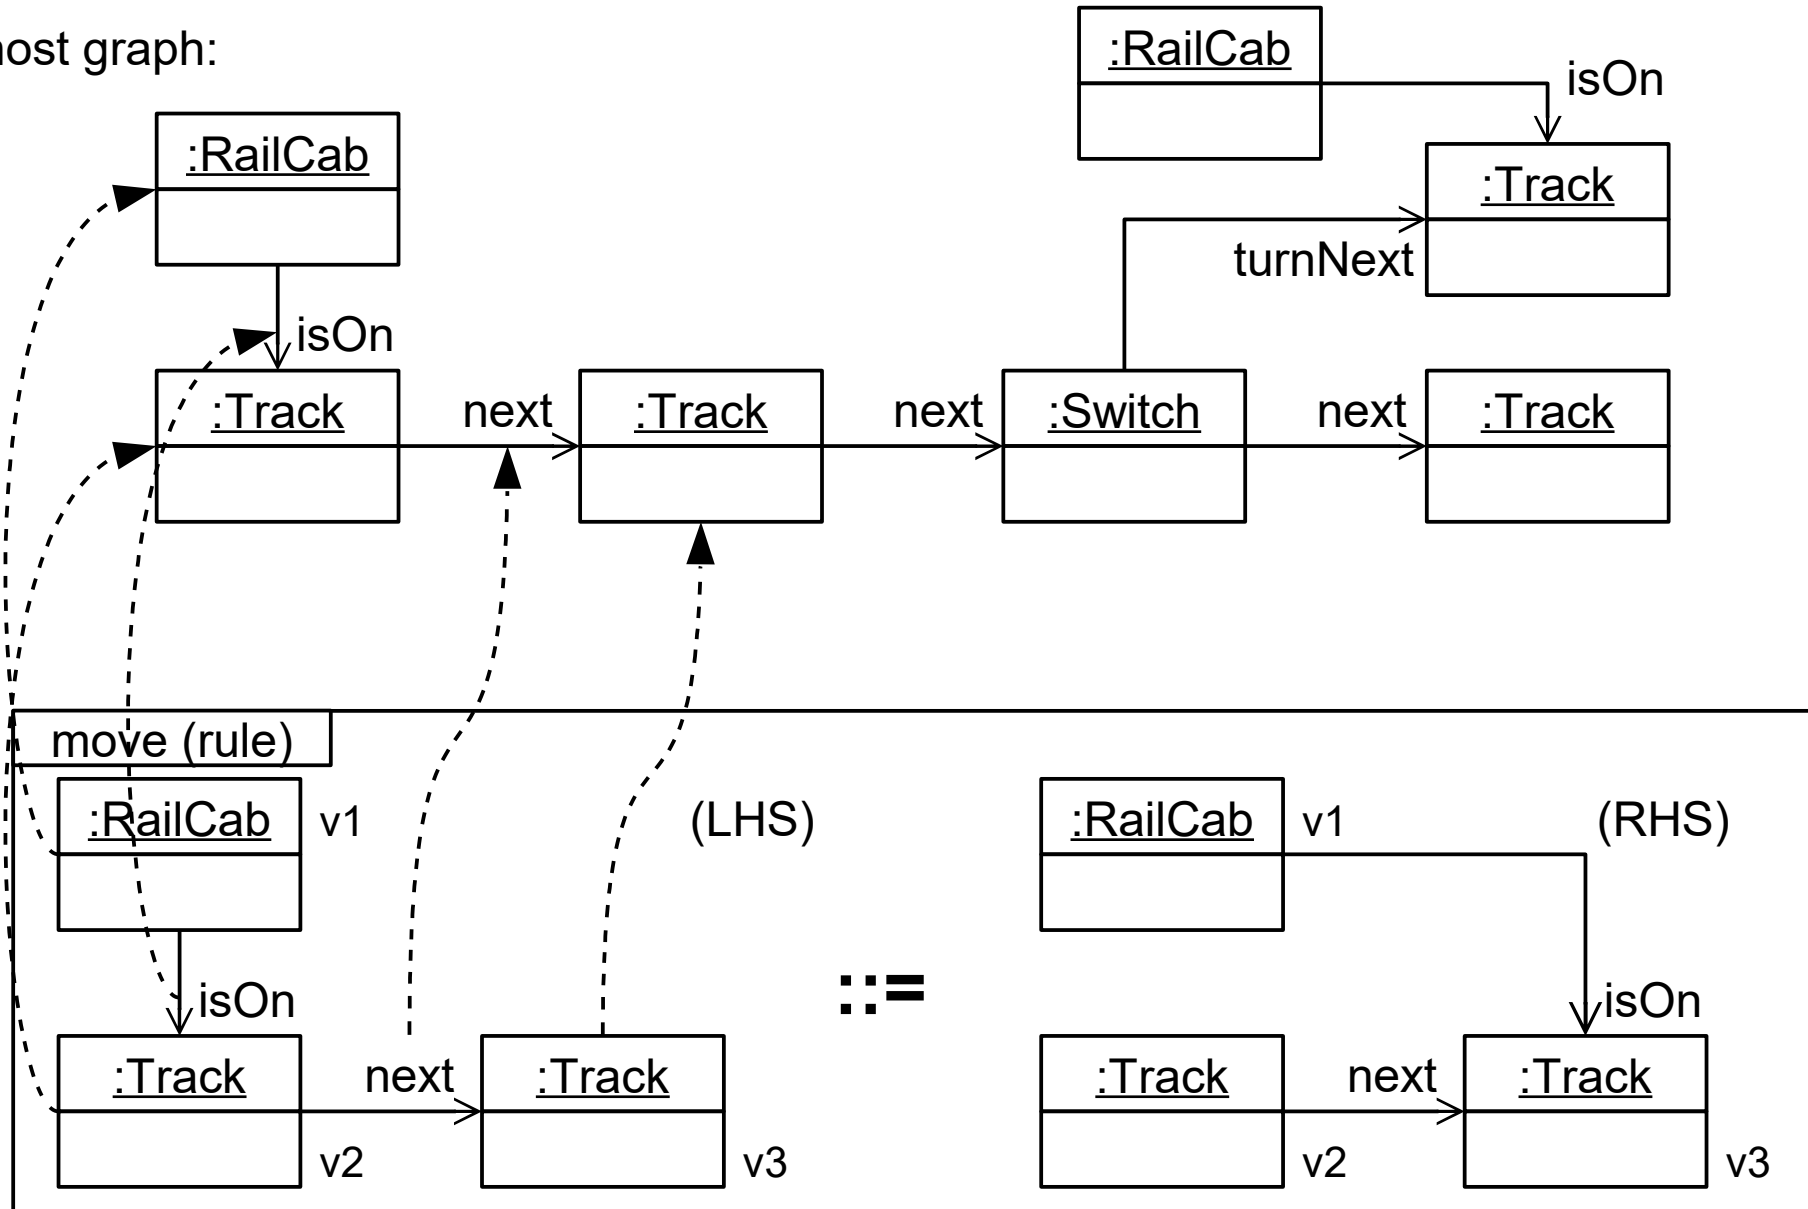 graph:
:RailCab
isOn
:RailCab
:Track
turnNext
isOn
:Track
next
:Track
next
:Switch
next
:Track
move (rule)
:RailCab
v1
(LHS)
:RailCab
v1
(RHS)
::=
isOn
isOn
:Track
next
:Track
:Track
next
:Track
v2
v3
v2
v3